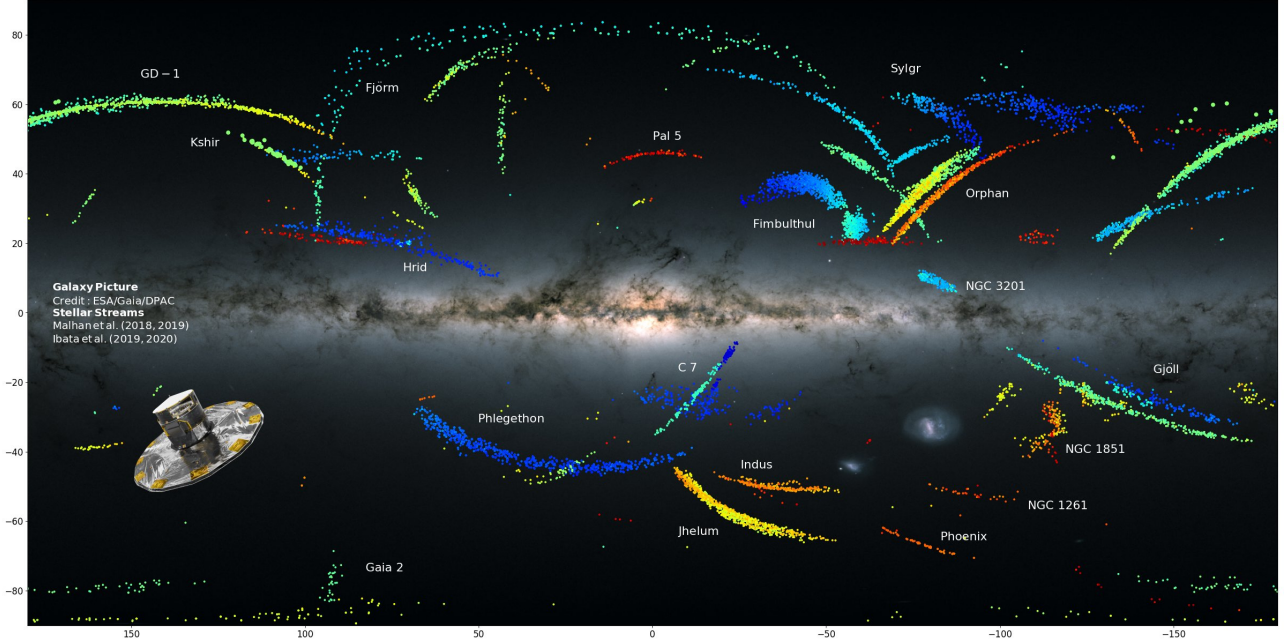 80
GD – 1
Fjörm
Sylgr
60
Kshir
Pal 5
40
Orphan
Fimbulthul
20
Hrid
NGC 3201
Galaxy Picture
Credit : ESA/Gaia/DPAC
Stellar Streams
Malhan et al. (2018, 2019)
Ibata et al. (2019, 2020)
0
C 7
Gjöll
−20
Phlegethon
NGC 1851
−40
Indus
NGC 1261
−60
Jhelum
Phoenix
Gaia 2
−80
150
100
50
0
−50
−100
−150